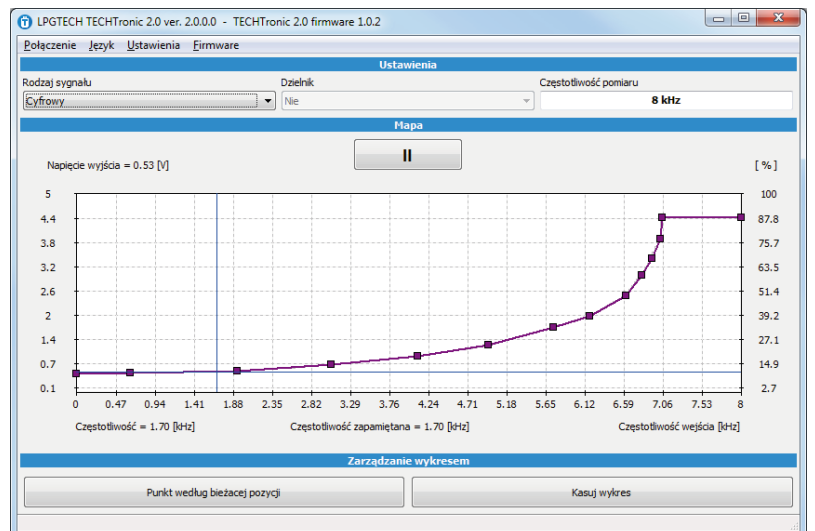 LPGTECH TECHTronic 2.0 ver. 2.0.0.0 - TECHTronic 2.0 firmware 1.0.2
Połączenie Język Ustawienia Firmware
Ustawienia
Rodzaj sygnału Dzielnik Częstotliwość pomiaru
Cyfrowy Nie 8 kHz
Mapa
Napięcie wyjścia = 0.53 [V] [ % ]
5 100
4.4 87.8
3.8 75.7
3.2 63.5
2.6 51.4
2 39.2
1.4 27.1
0.7 14.9
0.1 2.7
0 0.47 0.94 1.41 1.88 2.35 2.82 3.29 3.76 4.24 4.71 5.18 5.65 6.12 6.59 7.06 7.53 8
Częstotliwość = 1.70 [kHz] Częstotliwość zapamiętana = 1.70 [kHz] Częstotliwość wejścia [kHz]
Zarządzanie wykresem
Punkt według bieżacej pozycji Kasuj wykres